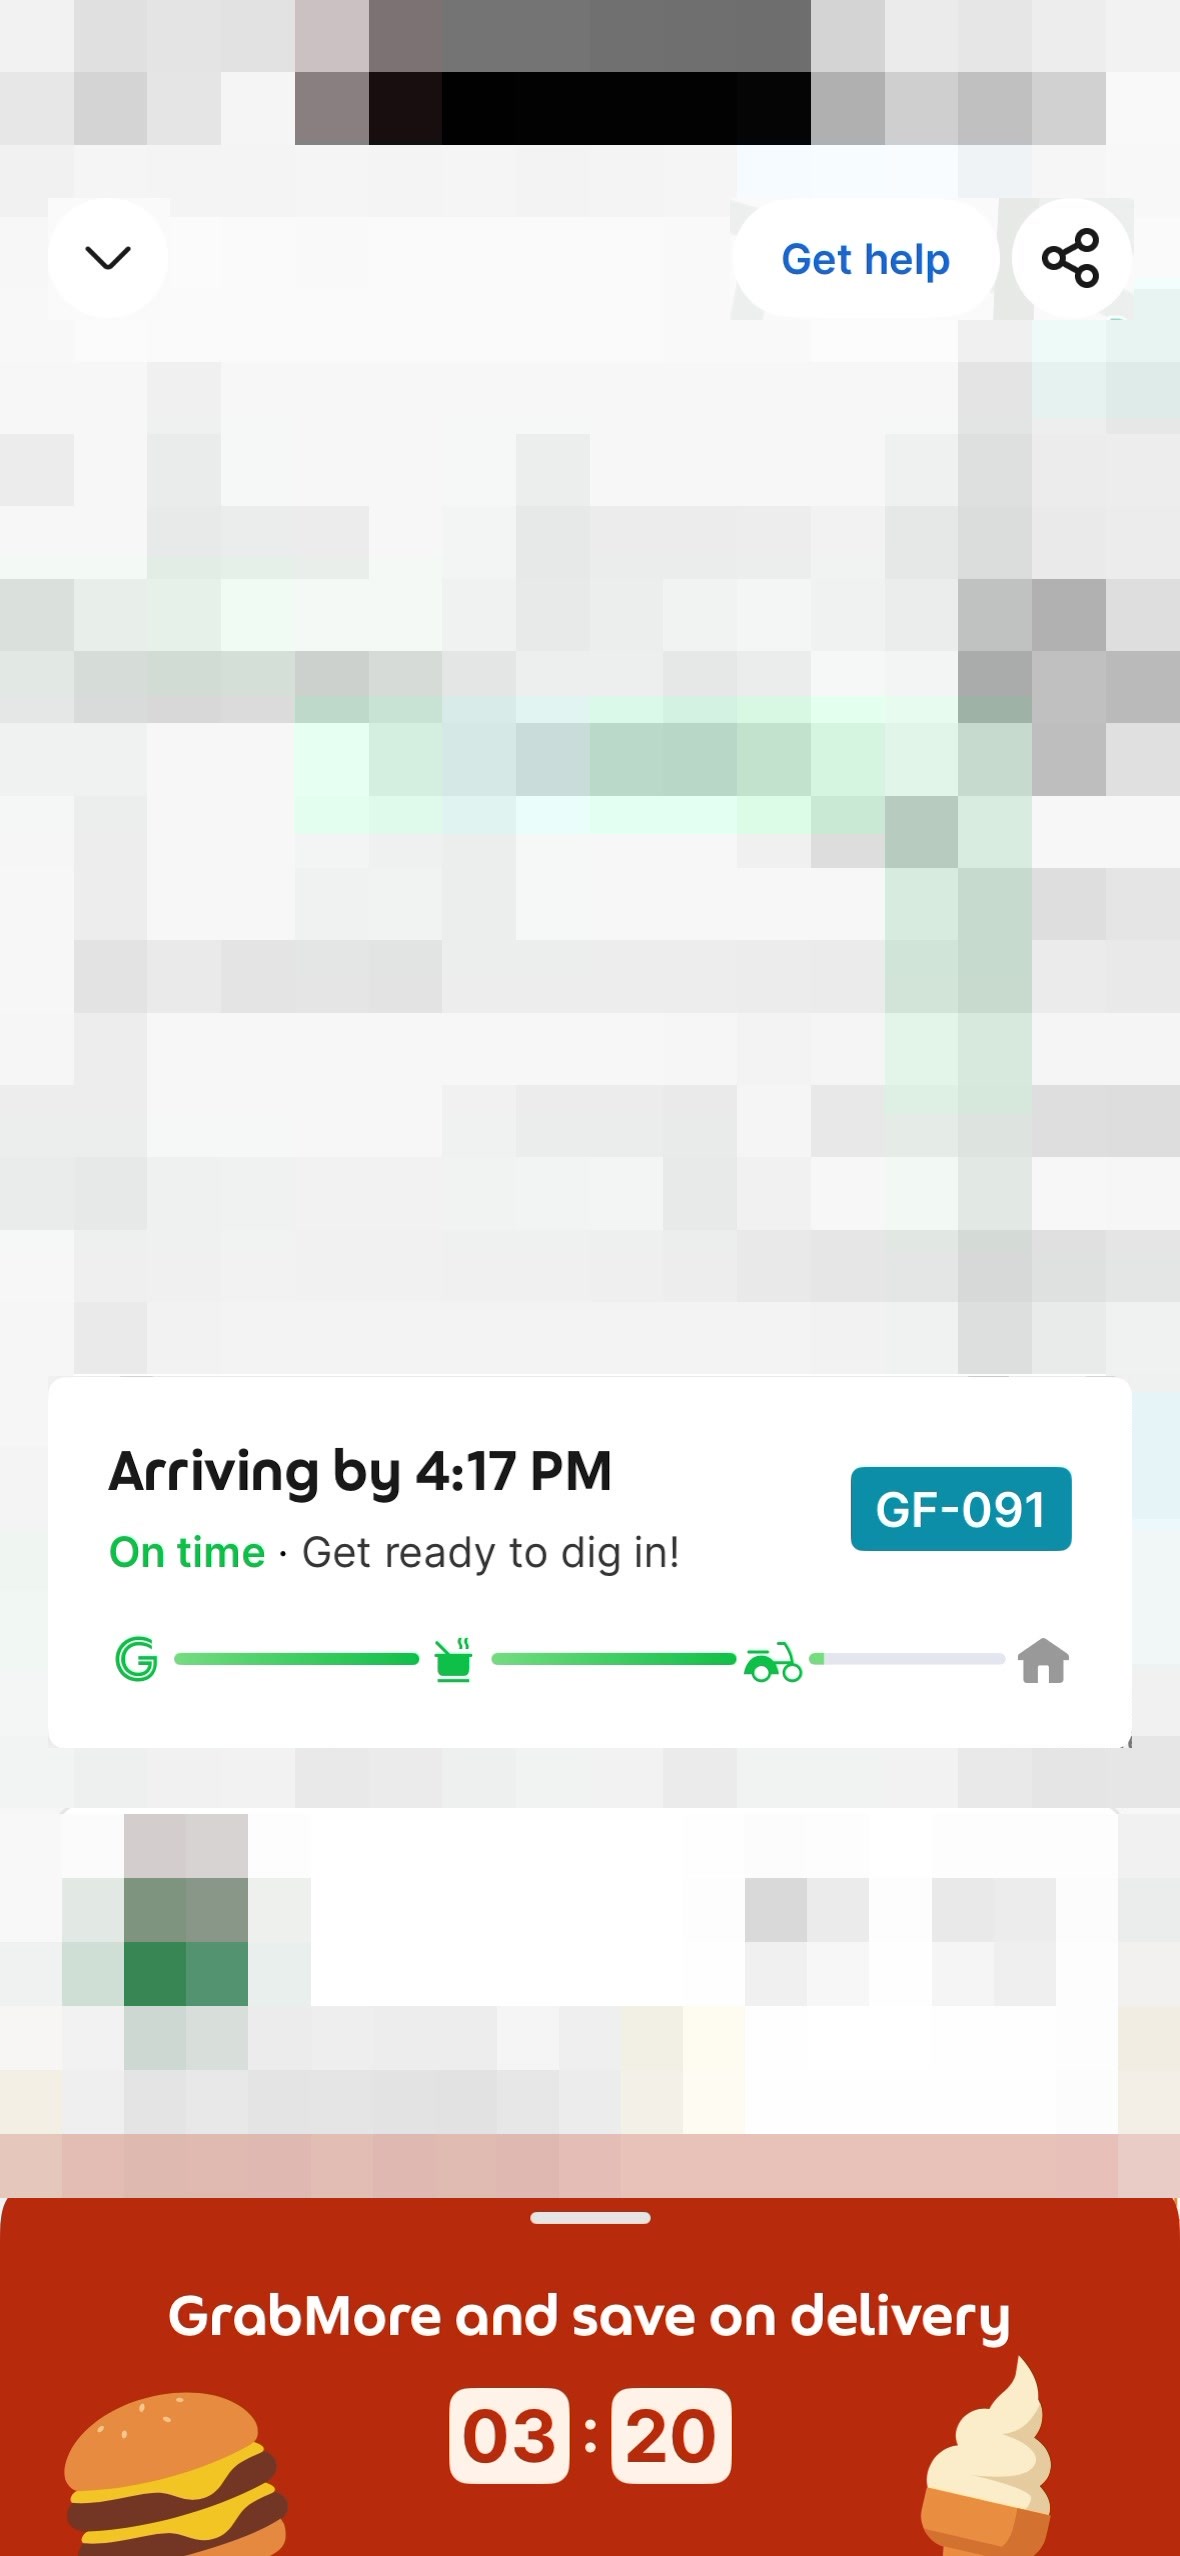 Get help
Arriving by 4:17 PM
GF-091
On time · Get ready to dig in!
GrabMore and save on delivery
03 : 20